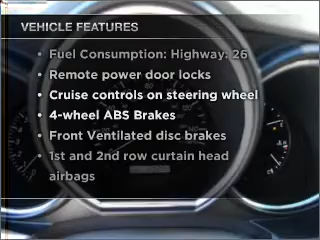 VEHICLE FEATURES
• Fuel Consumption: Highway: 26
• Remote power door locks
• Cruise controls on steering wheel
• 4-wheel ABS Brakes
• Front Ventilated disc brakes
• 1st and 2nd row curtain head
airbags